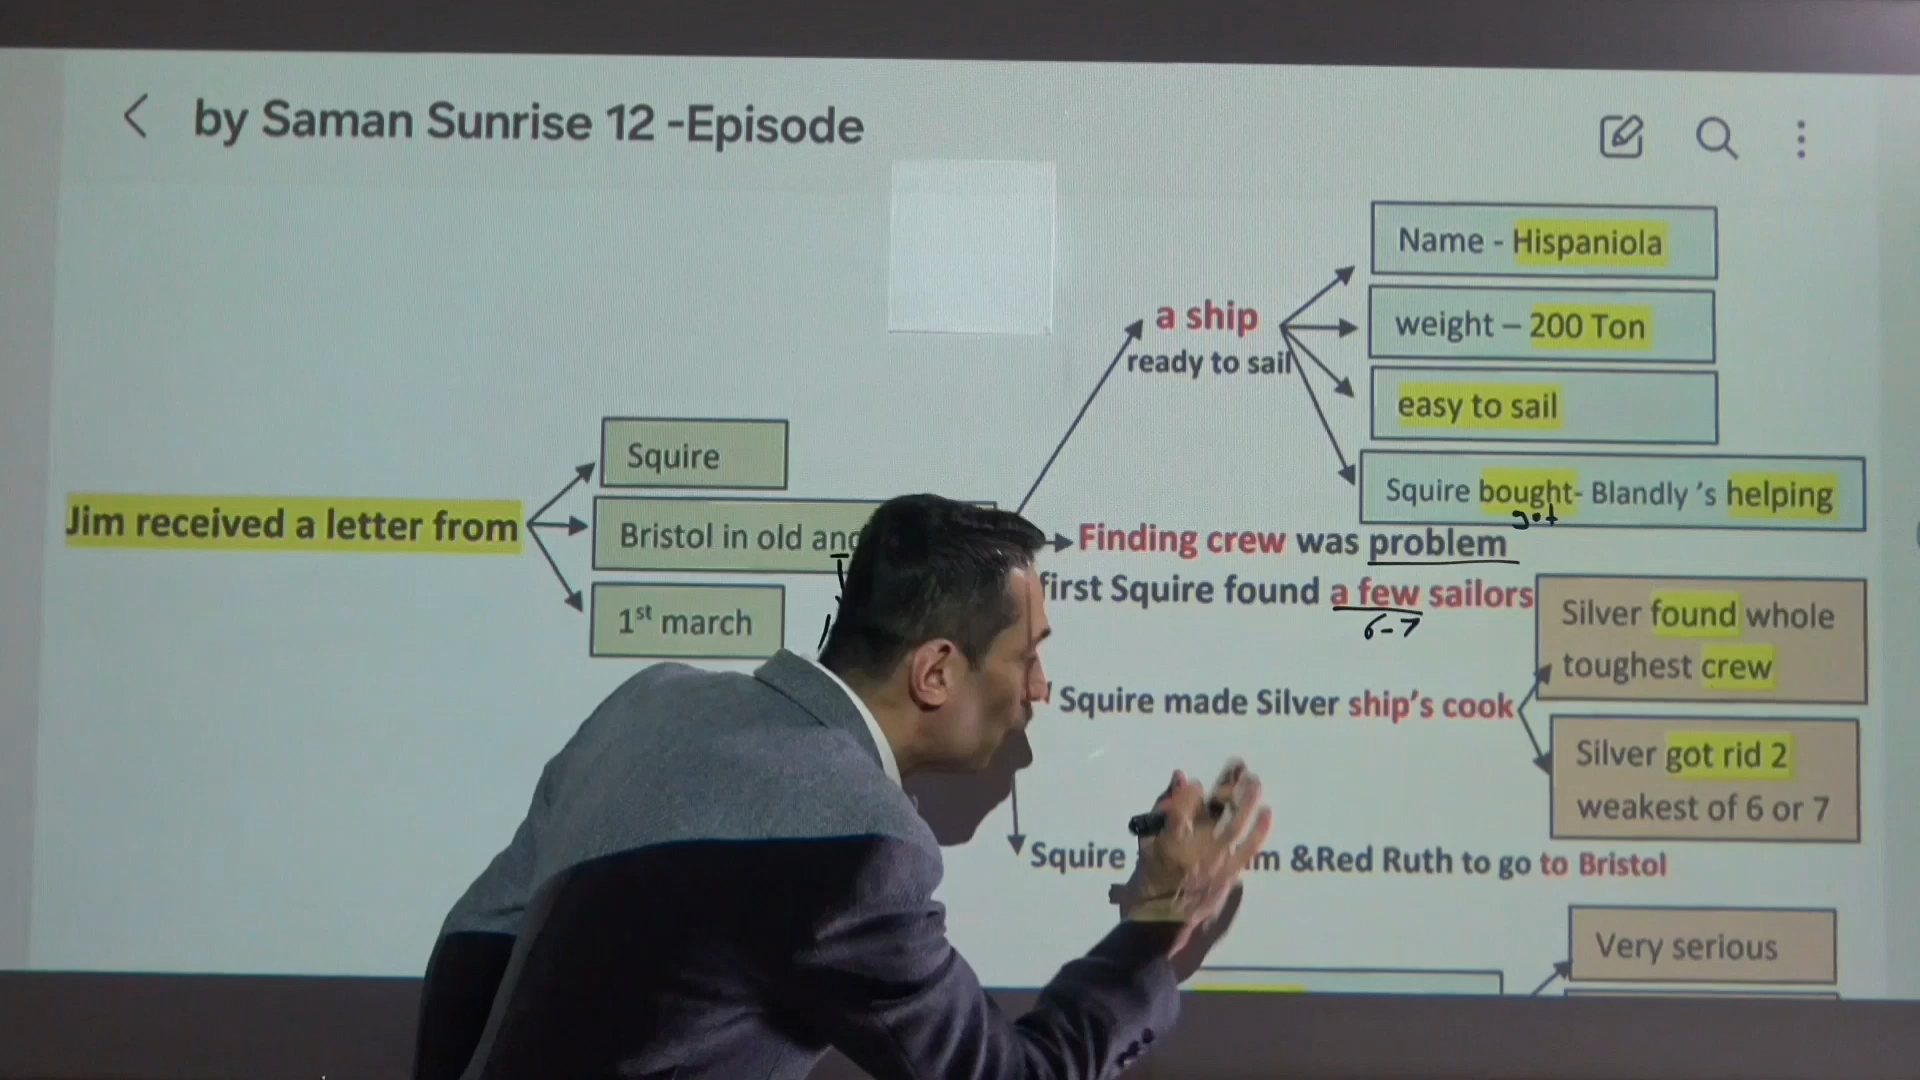 by Saman Sunrise 12 -Episode
Name - Hispaniola
weight – 200 Ton
easy to sail
Squire bought- Blandly 's helping
got
a ship
ready to sail
Jim received a letter from
Squire
Bristol in old and
1st march
Finding crew was problem
first Squire found a few sailors
6-7
Squire made Silver ship's cook
Silver found whole
toughest crew
Silver got rid 2
weakest of 6 or 7
Squire
&Red Ruth to go to Bristol
Very serious